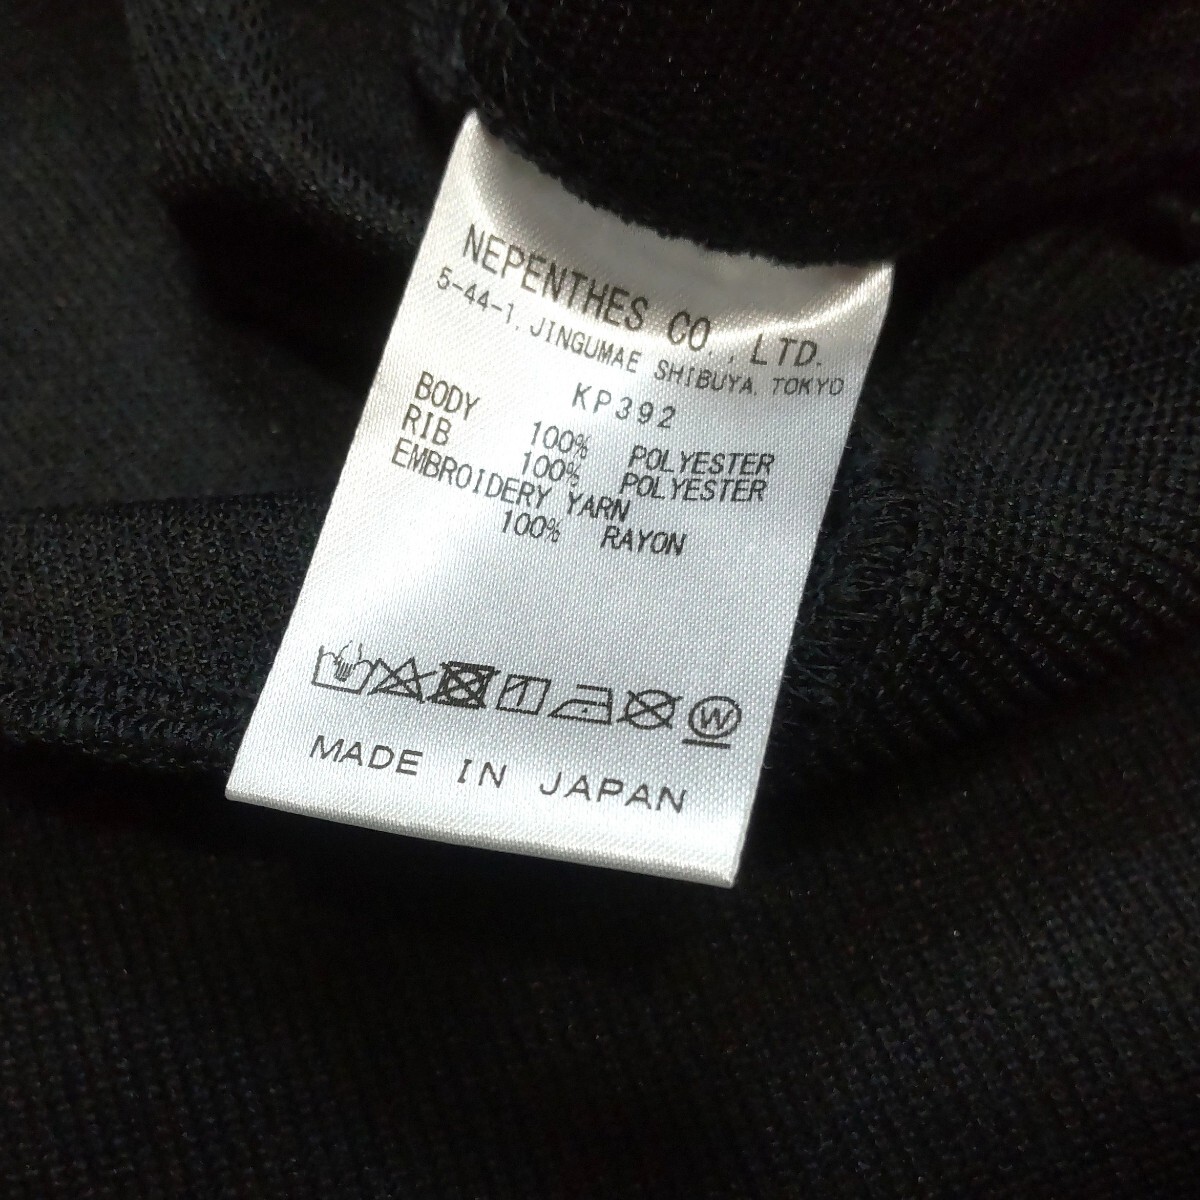 NEPENTHES CO., LTD.
5-44-1, JINGUMAE SHIBUYA, TOKYO
KP392
BODY 100% POLYESTER
RIB 100% POLYESTER
EMBROIDERY YARN
100% RAYON
W
MADE IN JAPAN